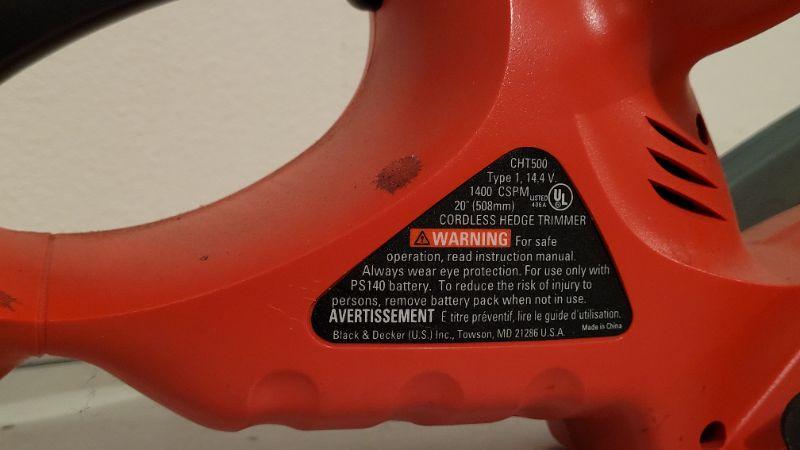 CHT500
Type 1, 14.4 V.
1400 CSPM
20" (508mm)
LISTED
436A
UL
CORDLESS HEDGE TRIMMER
WARNING For safe
operation, read instruction manual.
Always wear eye protection. For use only with
PS140 battery. To reduce the risk of injury to
persons, remove battery pack when not in use.
AVERTISSEMENT E titre préventif, lire le guide d'utilisation.
Black & Decker (U.S.) Inc., Towson, MD 21286 U.S.A.
Made in China